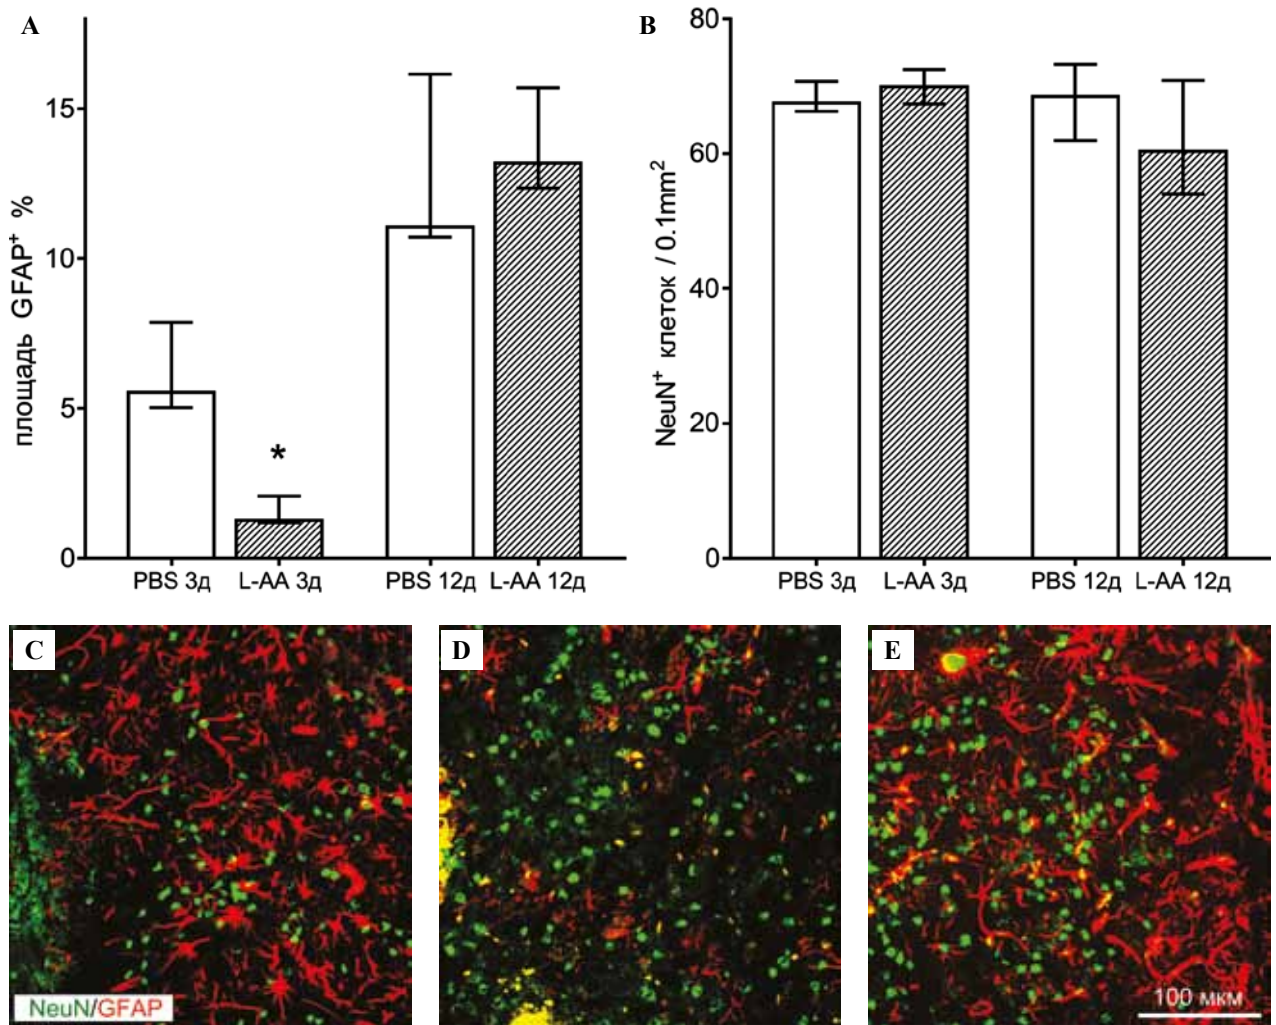 A
площадь GFAP+ %
15
10
5
0
*
PBS 3д
L-AA 3д
PBS 12д
L-AA 12д
B
NeuN+ клеток / 0.1mm2
80
60
40
20
0
PBS 3д
L-AA 3д
PBS 12д
L-AA 12д
C
D
E
NeuN/GFAP
100 мкм